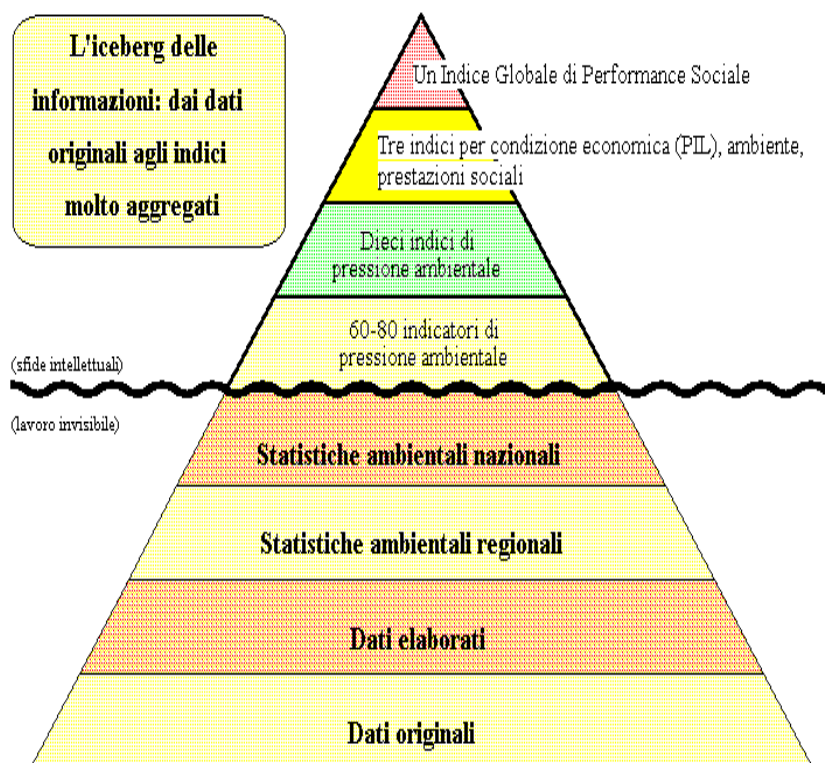 L'iceberg delle
informazioni: dai dati
originali agli indici
molto aggregati
Un Indice Globale di Performance Sociale
Tre indici per condizione economica (PIL), ambiente,
prestazioni sociali
Dieci indici di
pressione ambientale
60-80 indicatori di
pressione ambientale
(sfide intellettuali)
(lavoro invisibile)
Statistiche ambientali nazionali
Statistiche ambientali regionali
Dati elaborati
Dati originali